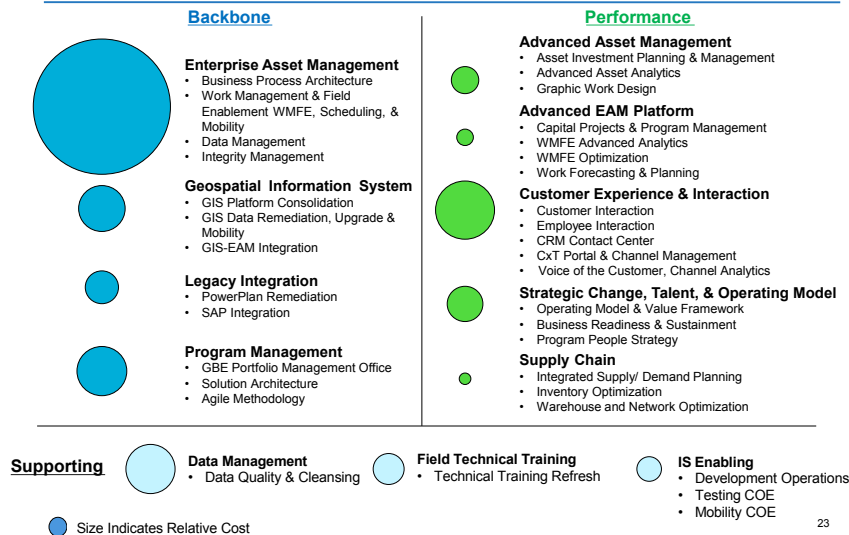 Backbone
Enterprise Asset Management
• Business Process Architecture
• Work Management & Field
Enablement WMFE, Scheduling, &
Mobility
• Data Management
• Integrity Management
Geospatial Information System
• GIS Platform Consolidation
• GIS Data Remediation, Upgrade &
Mobility
• GIS-EAM Integration
Legacy Integration
• PowerPlan Remediation
• SAP Integration
Program Management
• GBE Portfolio Management Office
• Solution Architecture
• Agile Methodology
Performance
Advanced Asset Management
• Asset Investment Planning & Management
• Advanced Asset Analytics
• Graphic Work Design
Advanced EAM Platform
• Capital Projects & Program Management
• WMFE Advanced Analytics
• WMFE Optimization
• Work Forecasting & Planning
Customer Experience & Interaction
• Customer Interaction
• Employee Interaction
• CRM Contact Center
• CxT Portal & Channel Management
• Voice of the Customer, Channel Analytics
Strategic Change, Talent, & Operating Model
• Operating Model & Value Framework
• Business Readiness & Sustainment
• Program People Strategy
Supply Chain
• Integrated Supply/ Demand Planning
• Inventory Optimization
• Warehouse and Network Optimization
Supporting
Data Management
• Data Quality & Cleansing
Field Technical Training
• Technical Training Refresh
IS Enabling
• Development Operations
• Testing COE
• Mobility COE
Size Indicates Relative Cost
23